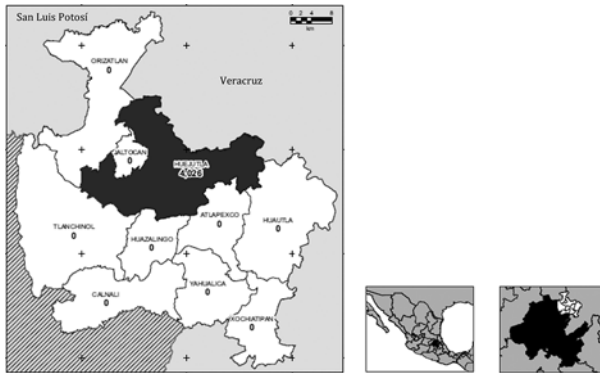 San Luis Potosí
0 2 4 8
km
ORIZATLAN
0
Veracruz
JALTOCAN
0
HUEJUTLA
4,026
ATLAPEXCO
0
HUAUTLA
0
TLANCHINOL
0
HUAZALINGO
0
YAHUALICA
0
CALNALI
0
XOCHIATIPAN
0